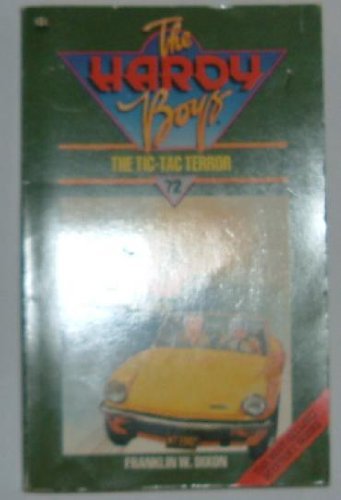 The
HARDY
Boys
THE TIC-TAC TERROR
72
FRANKLIN W. DIXON